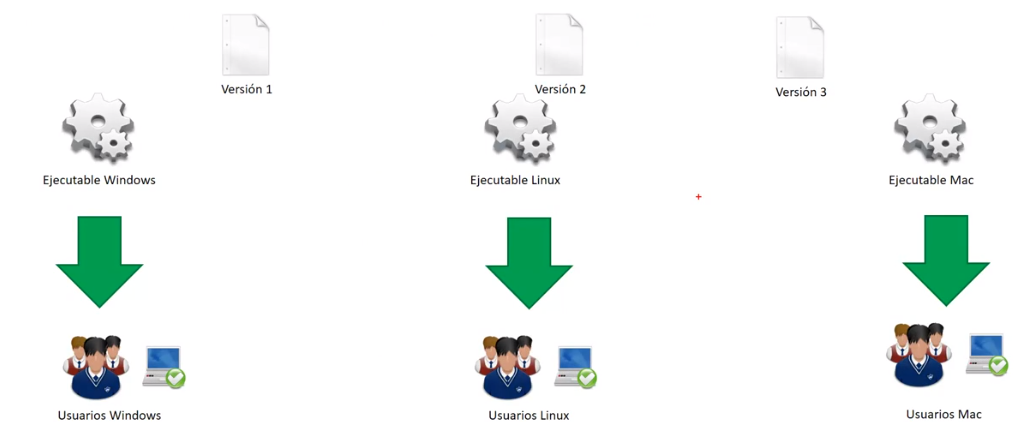 Versión 1
Versión 2
Versión 3
Ejecutable Windows
Ejecutable Linux
Ejecutable Mac
Usuarios Windows
Usuarios Linux
Usuarios Mac